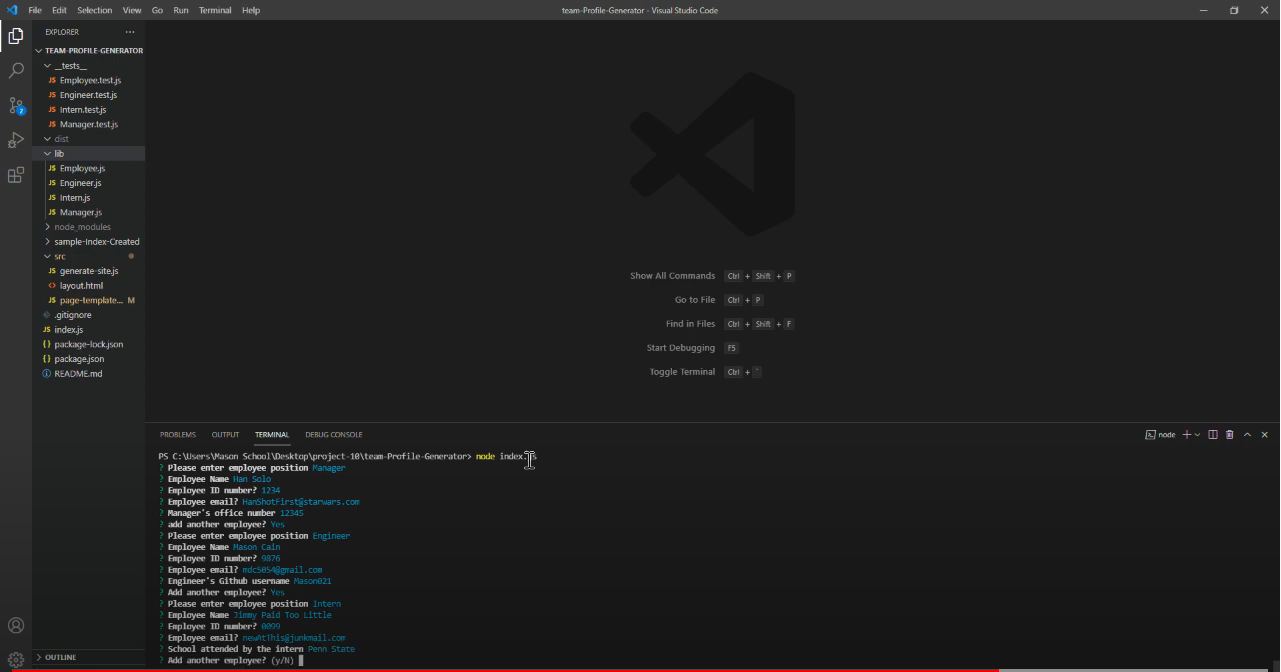 File Edit Selection View Go Run Terminal Help
team-Profile-Generator - Visual Studio Code
EXPLORER
TEAM-PROFILE-GENERATOR
__tests__
JS Employee.test.js
JS Engineer.test.js
JS Intern.test.js
JS Manager.test.js
dist
lib
JS Employee.js
JS Engineer.js
JS Intern.js
JS Manager.js
node_modules
sample-Index-Created
src
JS generate-site.js
<> layout.html
JS page-template... M
.gitignore
JS index.js
{} package-lock.json
{} package.json
README.md
OUTLINE
2
Show All Commands Ctrl + Shift + P
Go to File Ctrl + P
Find in Files Ctrl + Shift + F
Start Debugging F5
Toggle Terminal Ctrl + `
PROBLEMS OUTPUT TERMINAL DEBUG CONSOLE
node
PS C:\Users\Mason School\Desktop\project-10\team-Profile-Generator> node index.js
? Please enter employee position Manager
? Employee Name Han Solo
? Employee ID number? 1234
? Employee email? HanShotFirst@starwars.com
? Manager's office number 12345
? add another employee? Yes
? Please enter employee position Engineer
? Employee Name Mason Cain
? Employee ID number? 9876
? Employee email? mdc5054@gmail.com
? Engineer's Github username Mason021
? Add another employee? Yes
? Please enter employee position Intern
? Employee Name Jimmy Paid Too Little
? Employee ID number? 0099
? Employee email? newAtThis@junkmail.com
? School attended by the intern Penn State
? Add another employee? (y/N)